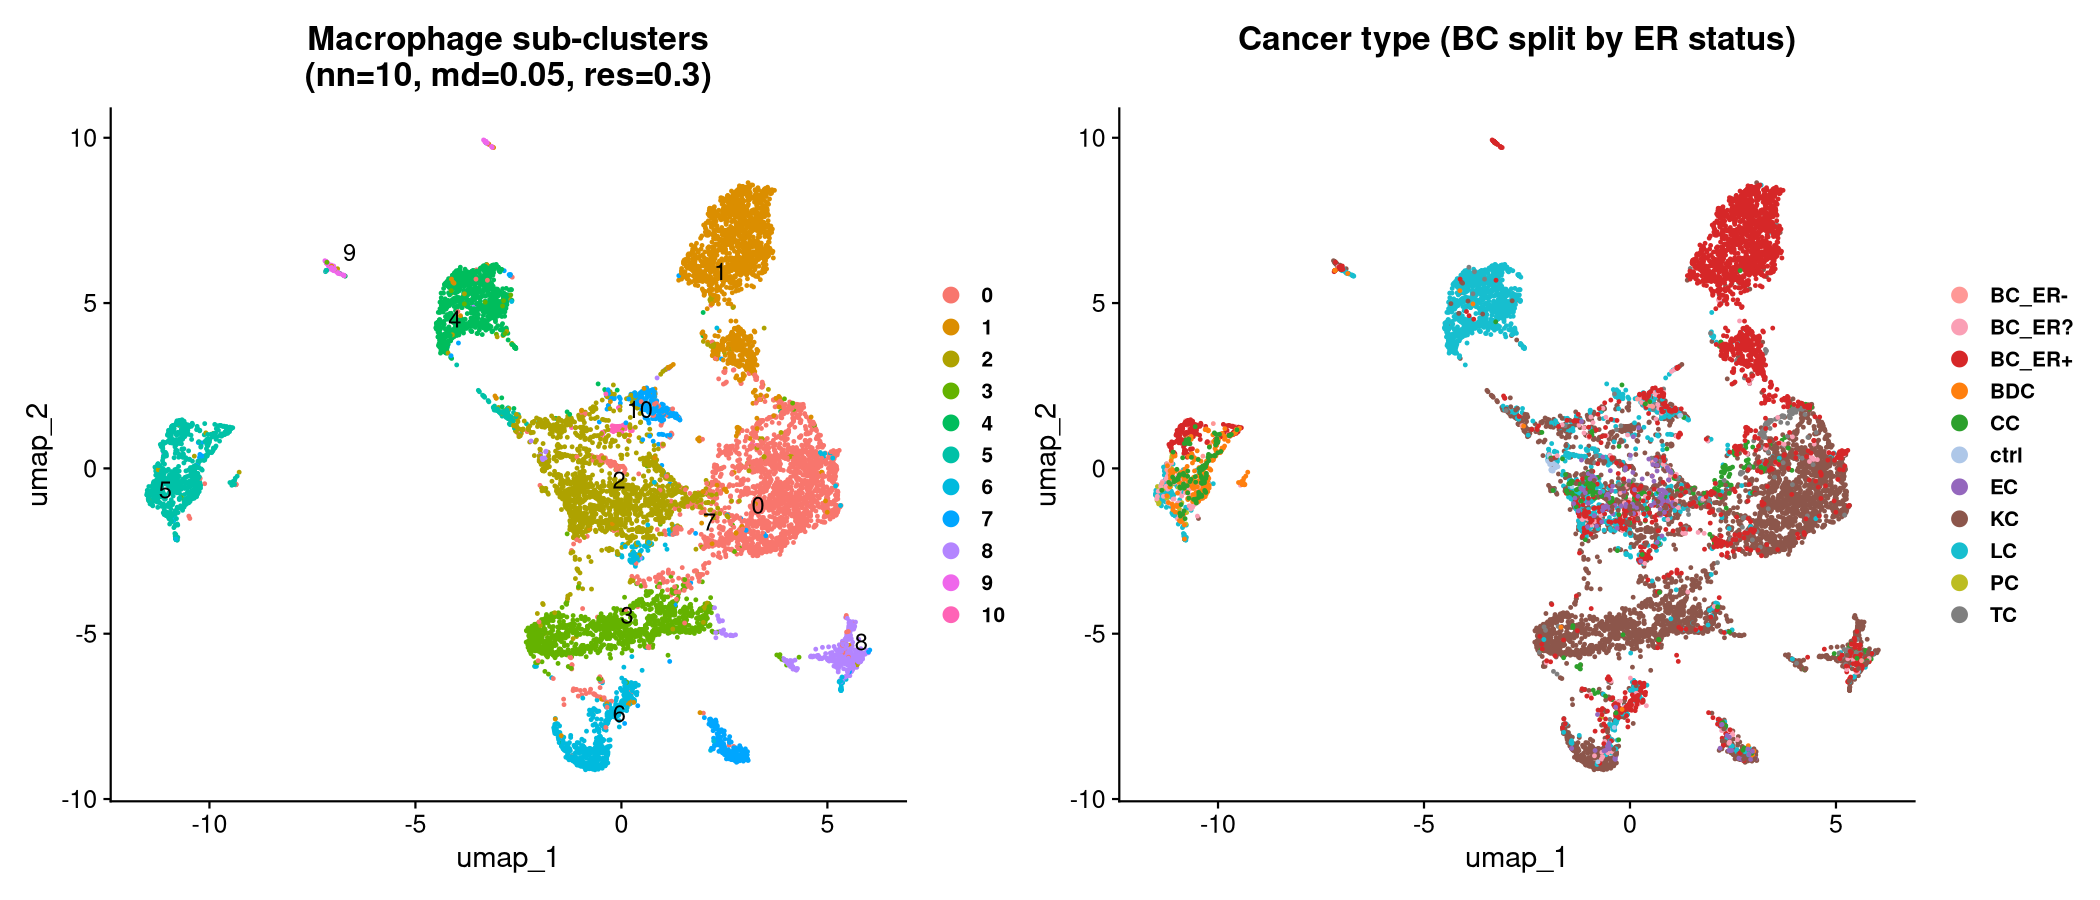 Macrophage sub-clusters
(nn=10, md=0.05, res=0.3)
10
5
0
-5
-10
umap_2
-10
-5
0
5
umap_1
9
1
4
10
5
2
0
7
3
8
6
0
1
2
3
4
5
6
7
8
9
10
Cancer type (BC split by ER status)
10
5
0
-5
-10
umap_2
-10
-5
0
5
umap_1
BC_ER-
BC_ER?
BC_ER+
BDC
CC
ctrl
EC
KC
LC
PC
TC